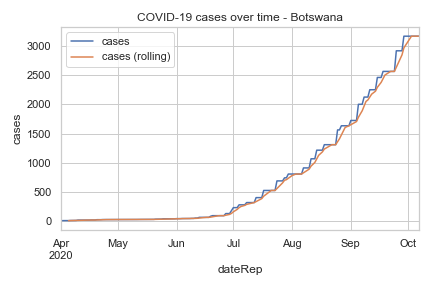 COVID-19 cases over time - Botswana
cases
cases (rolling)
3000
2500
2000
1500
1000
500
0
cases
Apr May Jun Jul Aug Sep Oct
2020
dateRep